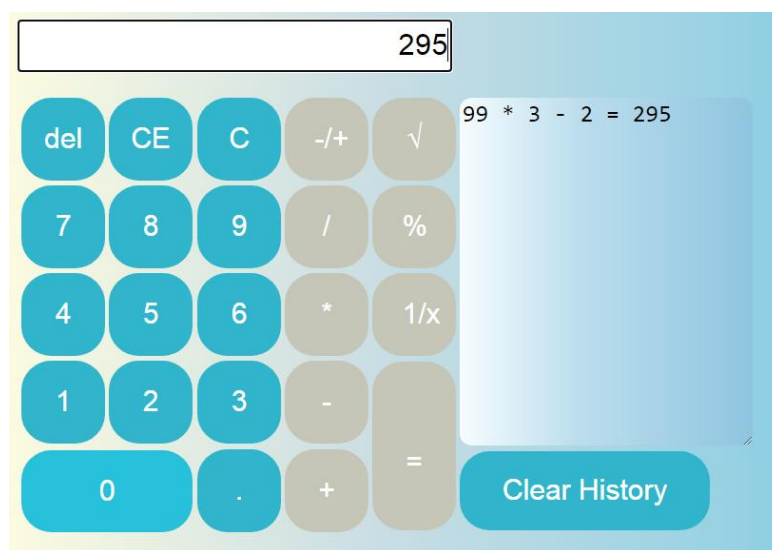 295
del CE C -/+ √
99 * 3 - 2 = 295
7 8 9 / %
4 5 6 * 1/x
1 2 3 -
=
0 . +
Clear History